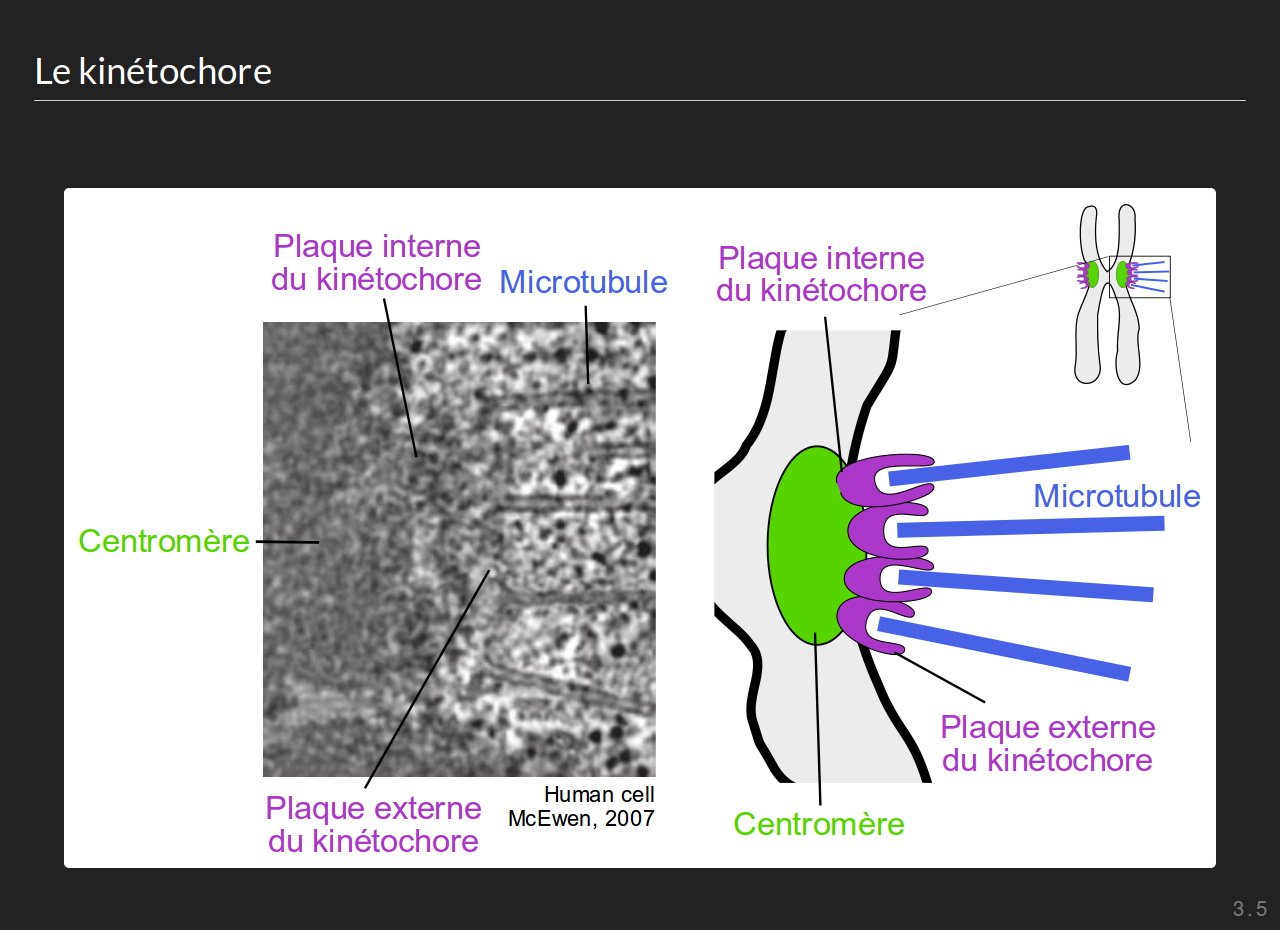 Le kinétochore
Plaque interne
du kinétochore
Microtubule
Centromère
Plaque externe
du kinétochore
Human cell
McEwen, 2007
Plaque interne
du kinétochore
Microtubule
Plaque externe
du kinétochore
Centromère
3.5